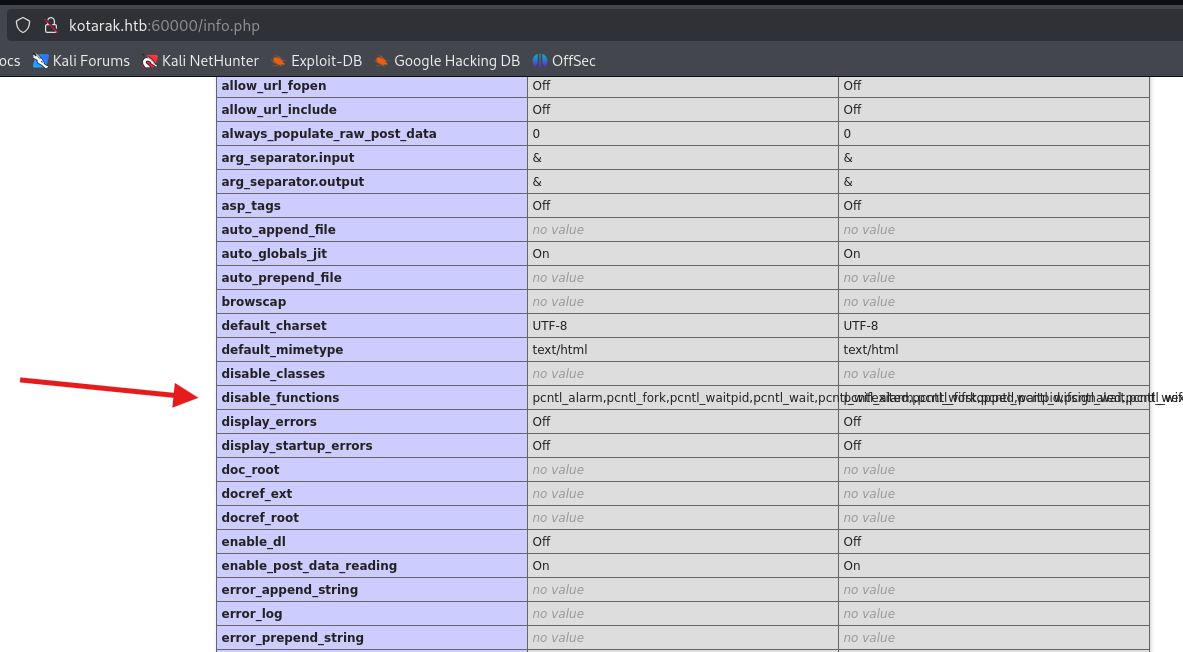 kotarak.htb:60000/info.php
ocs Kali Forums Kali NetHunter Exploit-DB Google Hacking DB OffSec
allow_url_fopen Off Off
allow_url_include Off Off
always_populate_raw_post_data 0 0
arg_separator.input & &
arg_separator.output & &
asp_tags Off Off
auto_append_file no value no value
auto_globals_jit On On
auto_prepend_file no value no value
browscap no value no value
default_charset UTF-8 UTF-8
default_mimetype text/html text/html
disable_classes no value no value
disable_functions pcntl_alarm,pcntl_fork,pcntl_waitpid,pcntl_wait,
display_errors Off Off
display_startup_errors Off Off
doc_root no value no value
docref_ext no value no value
docref_root no value no value
enable_dl Off Off
enable_post_data_reading On On
error_append_string no value no value
error_log no value no value
error_prepend_string no value no value